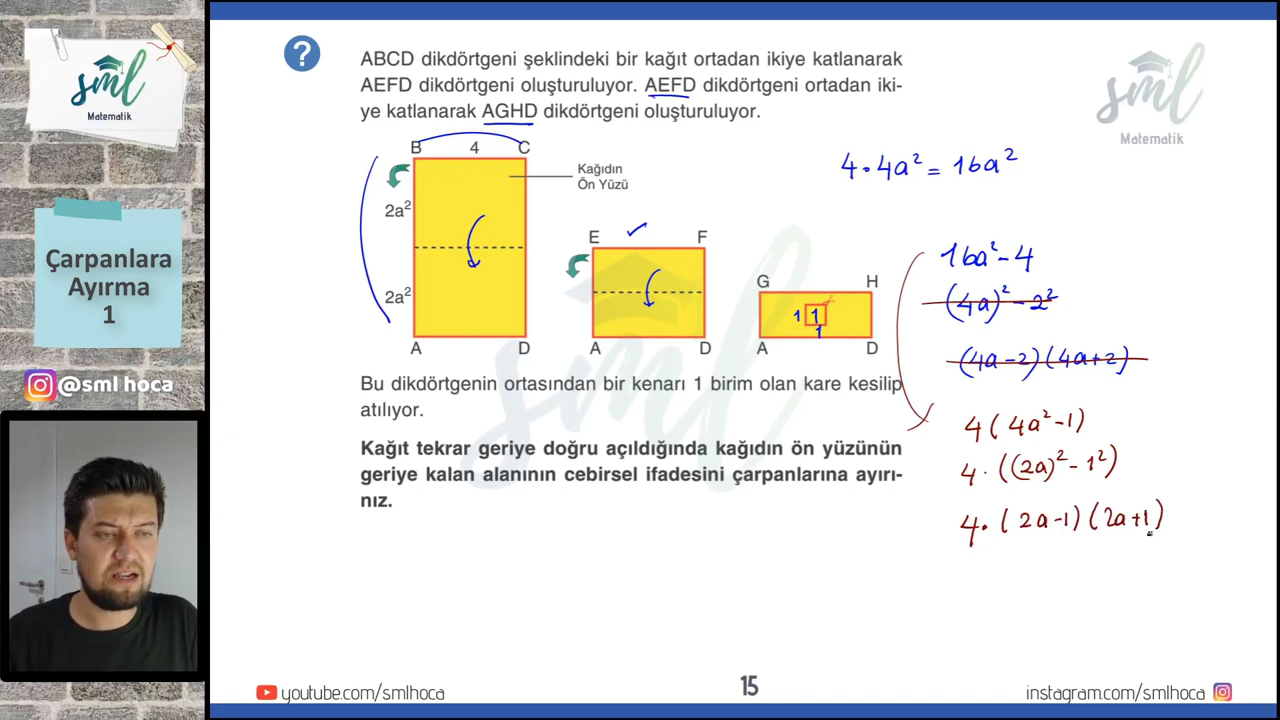 sml
Matematik
Çarpanlara
Ayırma
1
@sml hoca
?
ABCD dikdörtgeni şeklindeki bir kağıt ortadan ikiye katlanarak
AEFD dikdörtgeni oluşturuluyor. AEFD dikdörtgeni ortadan iki-
ye katlanarak AGHD dikdörtgeni oluşturuluyor.
B 4 C
Kağıdın
Ön Yüzü
2a²
2a²
A D
E F
A D
G H
1 1
1
A D
Bu dikdörtgenin ortasından bir kenarı 1 birim olan kare kesilip
atılıyor.
Kağıt tekrar geriye doğru açıldığında kağıdın ön yüzünün
geriye kalan alanının cebirsel ifadesini çarpanlarına ayırı-
nız.
sml
Matematik
4·4a² = 16a²
16a²-4
(4a)²-2²
(4a-2)(4a+2)
4(4a²-1)
4·((2a)²-1²)
4·(2a-1)(2a+1)
sml
youtube.com/smlhoca
15
instagram.com/smlhoca